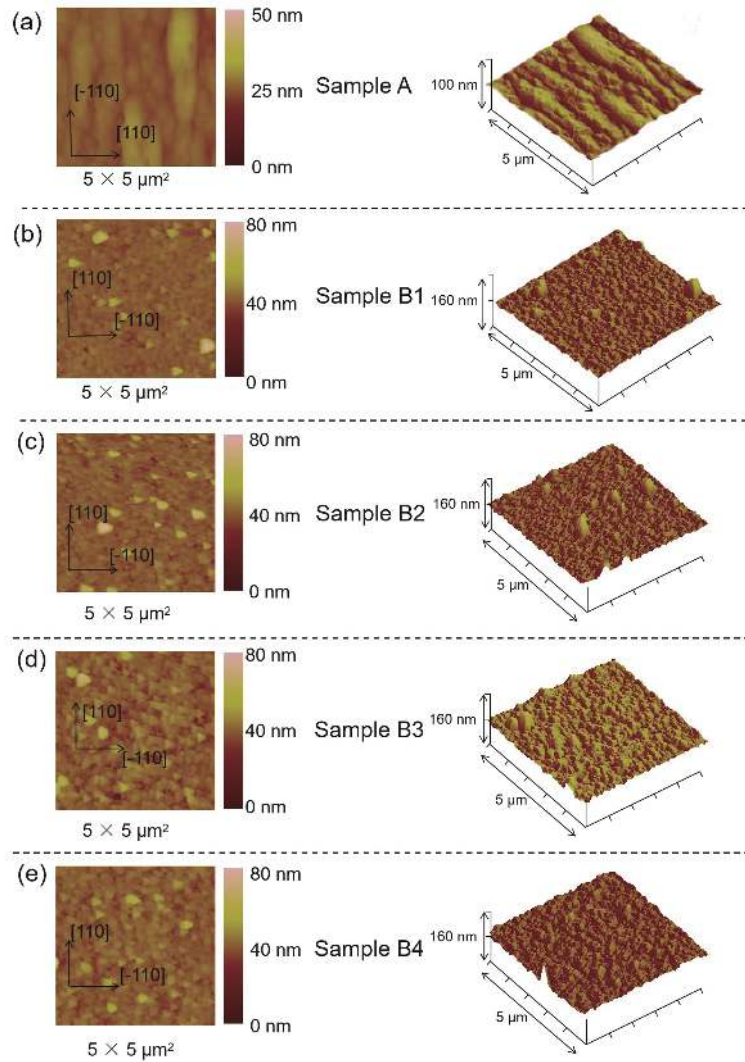 (a)
50 nm
25 nm
0 nm
[-110]
[110]
5 × 5 μm²
Sample A
100 nm
5 μm
(b)
80 nm
40 nm
0 nm
[110]
[-110]
5 × 5 μm²
Sample B1
160 nm
5 μm
(c)
80 nm
40 nm
0 nm
[110]
[-110]
5 × 5 μm²
Sample B2
160 nm
5 μm
(d)
80 nm
40 nm
0 nm
[110]
[-110]
5 × 5 μm²
Sample B3
160 nm
5 μm
(e)
80 nm
40 nm
0 nm
[110]
[-110]
5 × 5 μm²
Sample B4
160 nm
5 μm